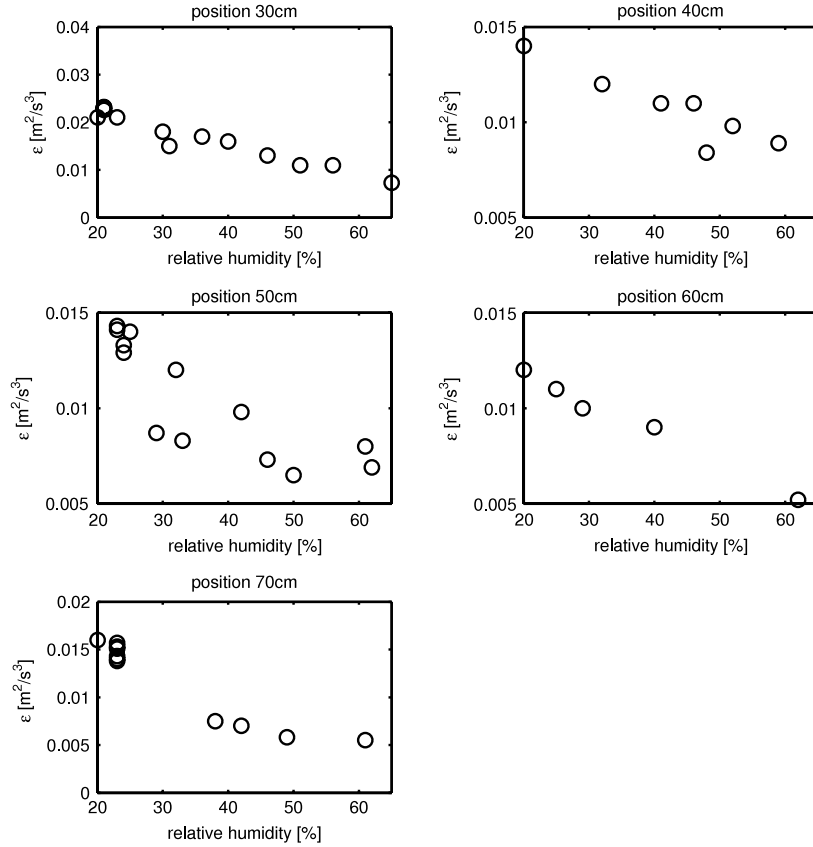 position 30cm
0.04
0.03
0.02
0.01
0
ε [m²/s³]
20 30 40 50 60
relative humidity [%]
position 40cm
0.015
0.01
0.005
ε [m²/s³]
20 30 40 50 60
relative humidity [%]
position 50cm
0.015
0.01
0.005
ε [m²/s³]
20 30 40 50 60
relative humidity [%]
position 60cm
0.015
0.01
0.005
ε [m²/s³]
20 30 40 50 60
relative humidity [%]
position 70cm
0.02
0.015
0.01
0.005
0
ε [m²/s³]
20 30 40 50 60
relative humidity [%]